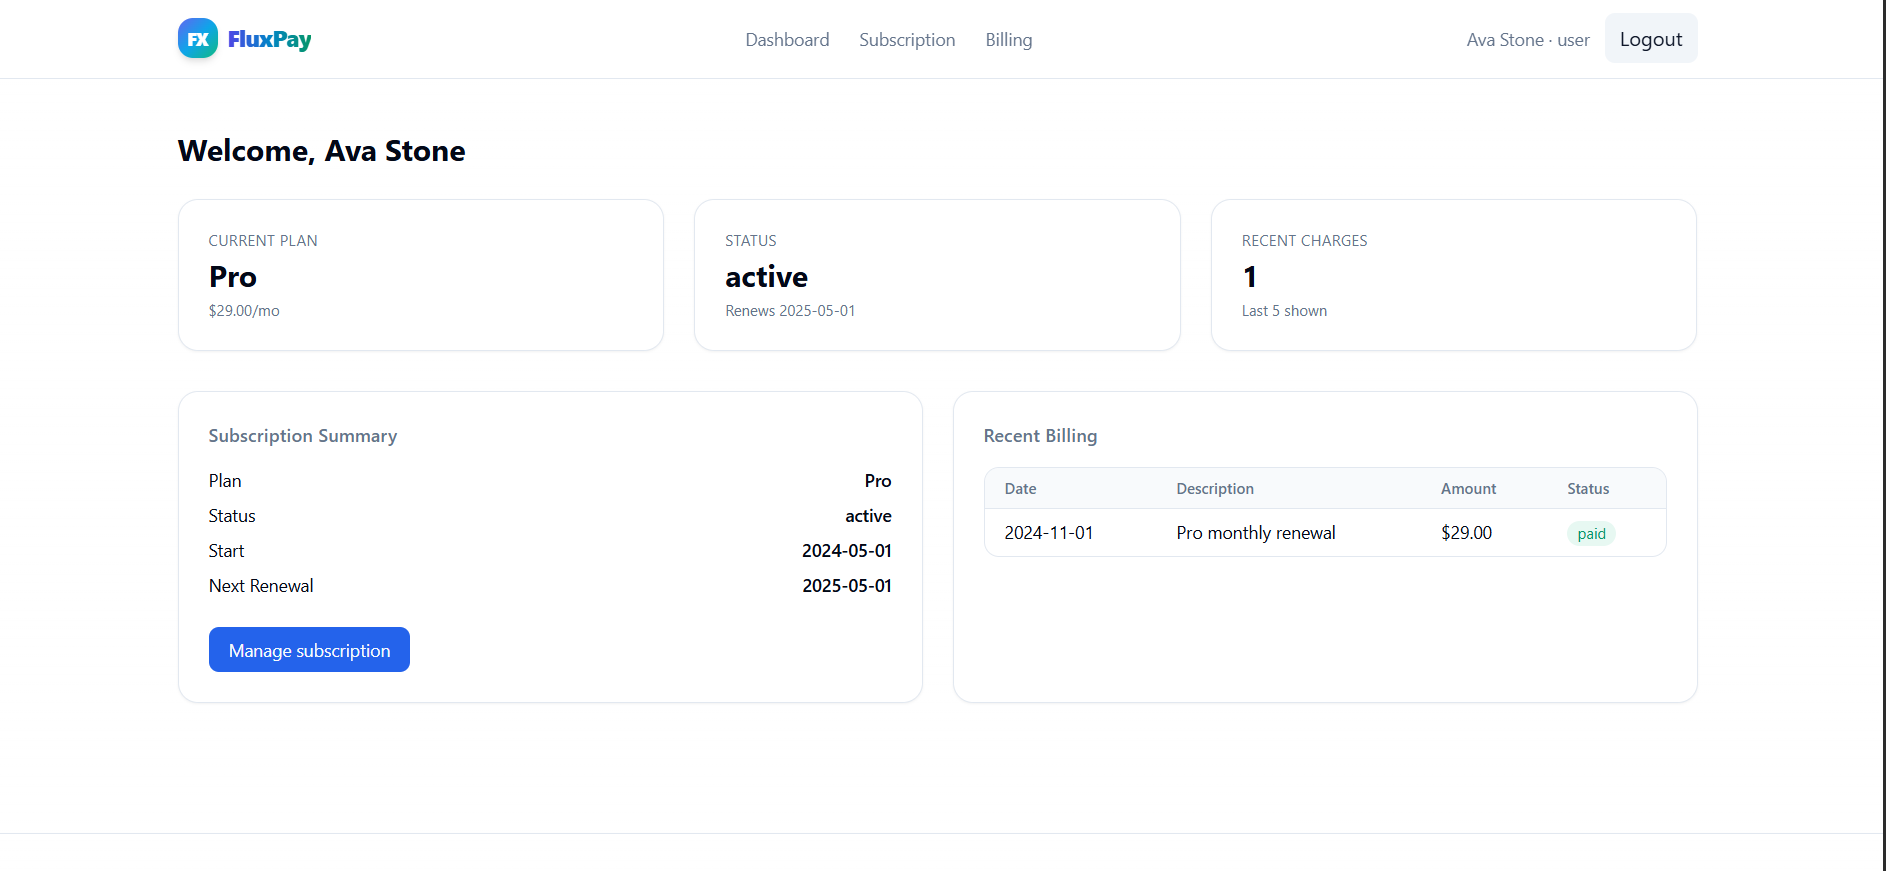 FX FluxPay Dashboard Subscription Billing Ava Stone · user Logout
Welcome, Ava Stone
CURRENT PLAN
Pro
$29.00/mo
STATUS
active
Renews 2025-05-01
RECENT CHARGES
1
Last 5 shown
Subscription Summary
Plan Pro
Status active
Start 2024-05-01
Next Renewal 2025-05-01
Manage subscription
Recent Billing
Date Description Amount Status
2024-11-01 Pro monthly renewal $29.00 paid